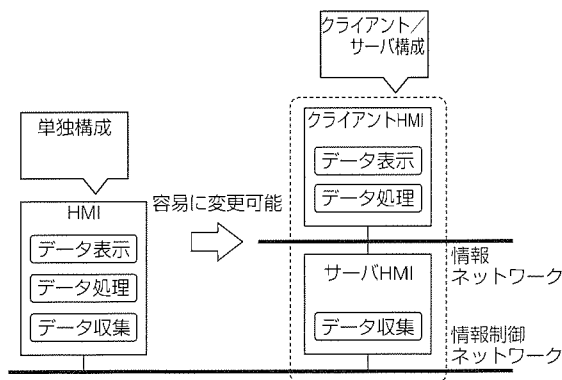 クライアント／
サーバ構成
単独構成
クライアントHMI
データ表示
データ処理
HMI
データ表示
データ処理
データ収集
容易に変更可能
情報
ネットワーク
サーバHMI
データ収集
情報制御
ネットワーク